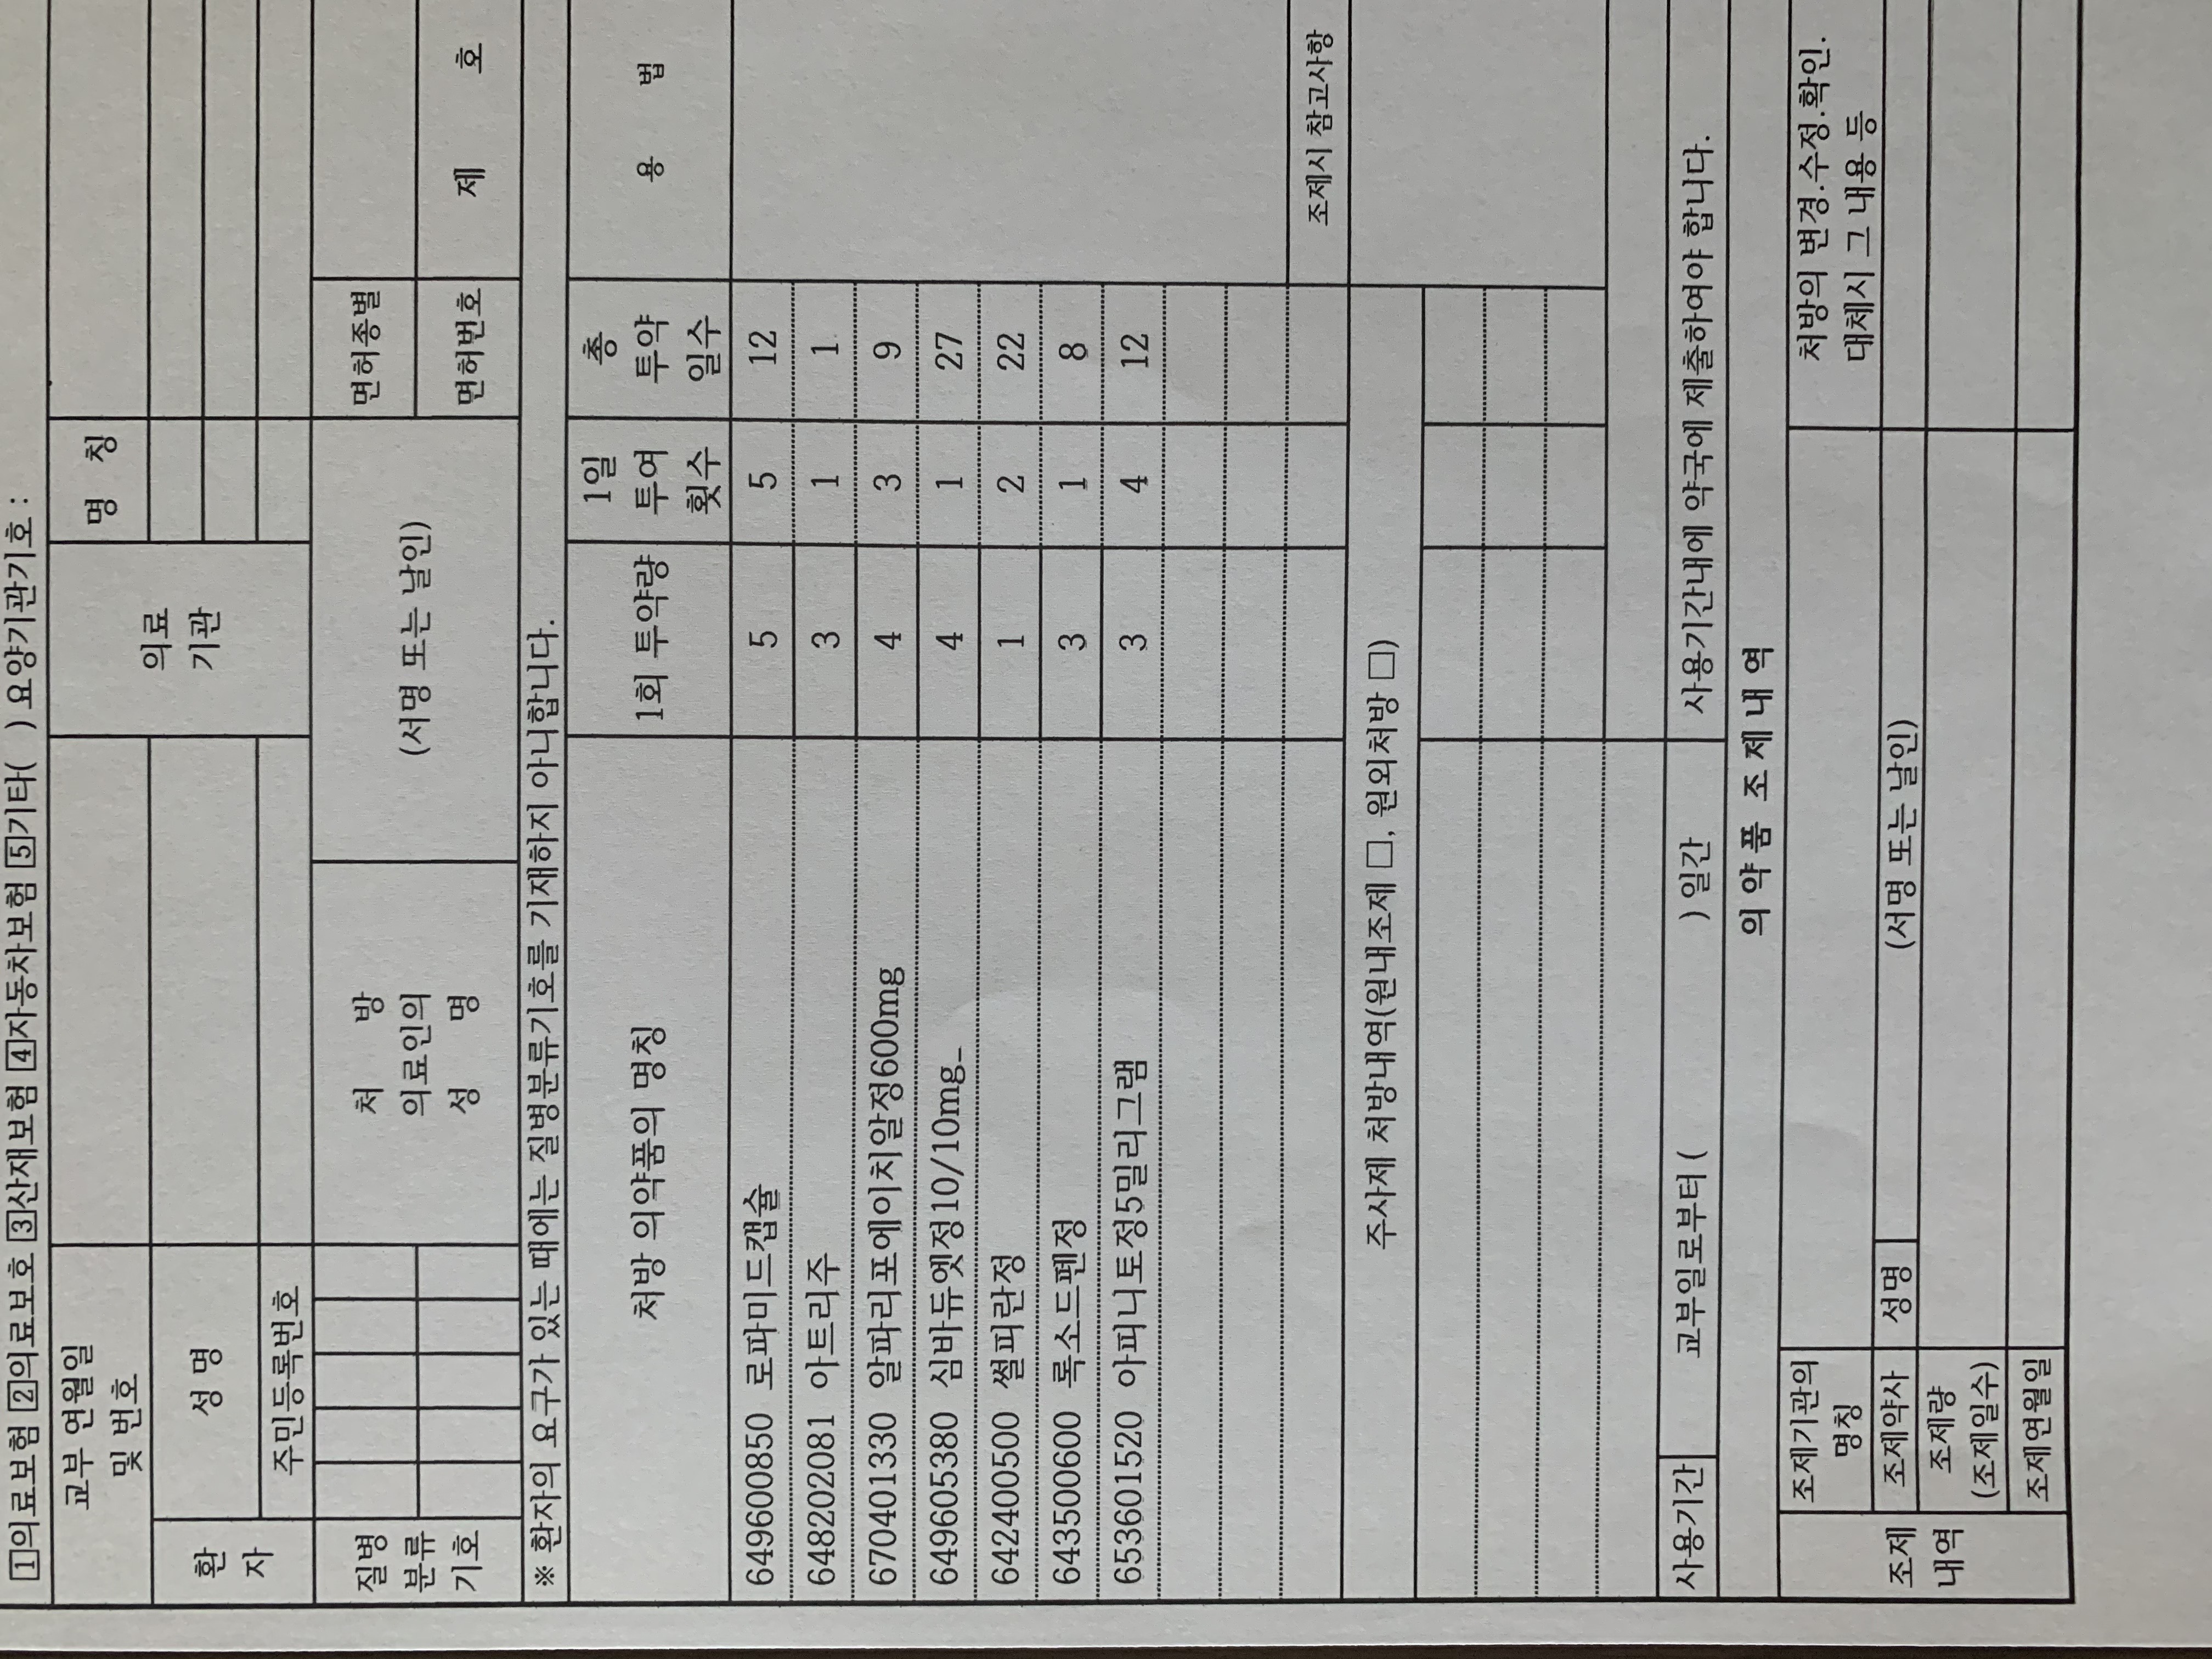 1의료보험 2의료보호 3산재보험 4자동차보험 5기타( ) 요양기관기호 :
교부 연월일
및 번호
의료
기관
명 칭
환
자
성 명
주민등록번호
질병
분류
기호
처 방
의료인의
성 명
(서명 또는 날인)
면허종별
면허번호
제 호
※ 환자의 요구가 있는 때에는 질병분류기호를 기재하지 아니합니다.
처방 의약품의 명칭
1회 투약량
1일
투여
횟수
총
투약
일수
용 법
649600850 로파미드캡슐 5 5 12
648202081 아트리주 3 1 1
670401330 알파리포에이치알정600mg 4 3 9
649605380 심바듀엣정10/10mg_ 4 1 27
642400500 썰피란정 1 2 22
643500600 록소드펜정 3 1 8
653601520 아피니토정5밀리그램 3 4 12
조제시 참고사항
주사제 처방내역(원내조제 □, 원외처방 □)
사용기간 교부일로부터 ( ) 일간 사용기간내에 약국에 제출하여야 합니다.
의 약 품 조 제 내 역
조제
내역
조제기관의
명칭
처방의 변경.수정.확인.
대체시 그 내용 등
조제약사 성명 (서명 또는 날인)
조제량
(조제일수)
조제연월일